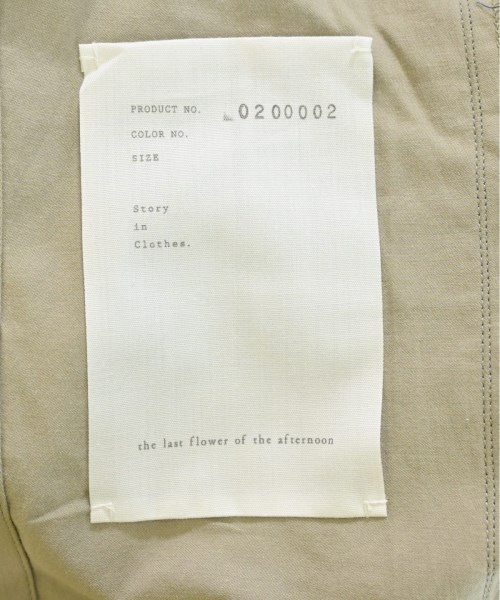 PRODUCT NO. 0200002
COLOR NO.
SIZE
Story
in
Clothes.
the last flower of the afternoon